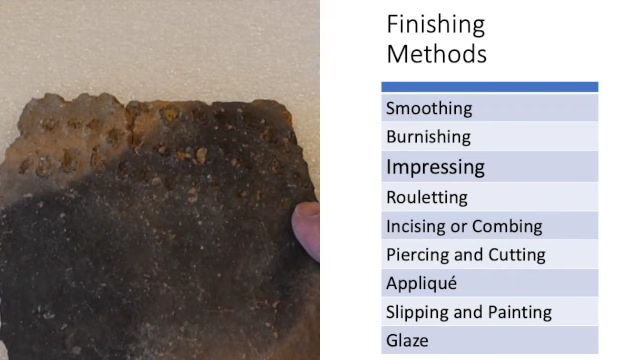 Finishing
Methods
Smoothing
Burnishing
Impressing
Rouletting
Incising or Combing
Piercing and Cutting
Appliqué
Slipping and Painting
Glaze